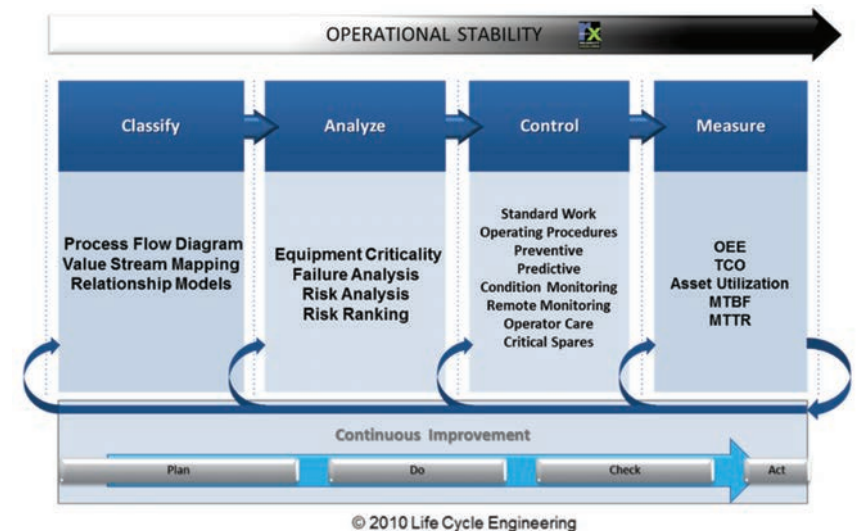 OPERATIONAL STABILITY
Classify
Analyze
Control
Measure
Process Flow Diagram
Value Stream Mapping
Relationship Models
Equipment Criticality
Failure Analysis
Risk Analysis
Risk Ranking
Standard Work
Operating Procedures
Preventive
Predictive
Condition Monitoring
Remote Monitoring
Operator Care
Critical Spares
OEE
TCO
Asset Utilization
MTBF
MTTR
Continuous Improvement
Plan
Do
Check
Act
© 2010 Life Cycle Engineering